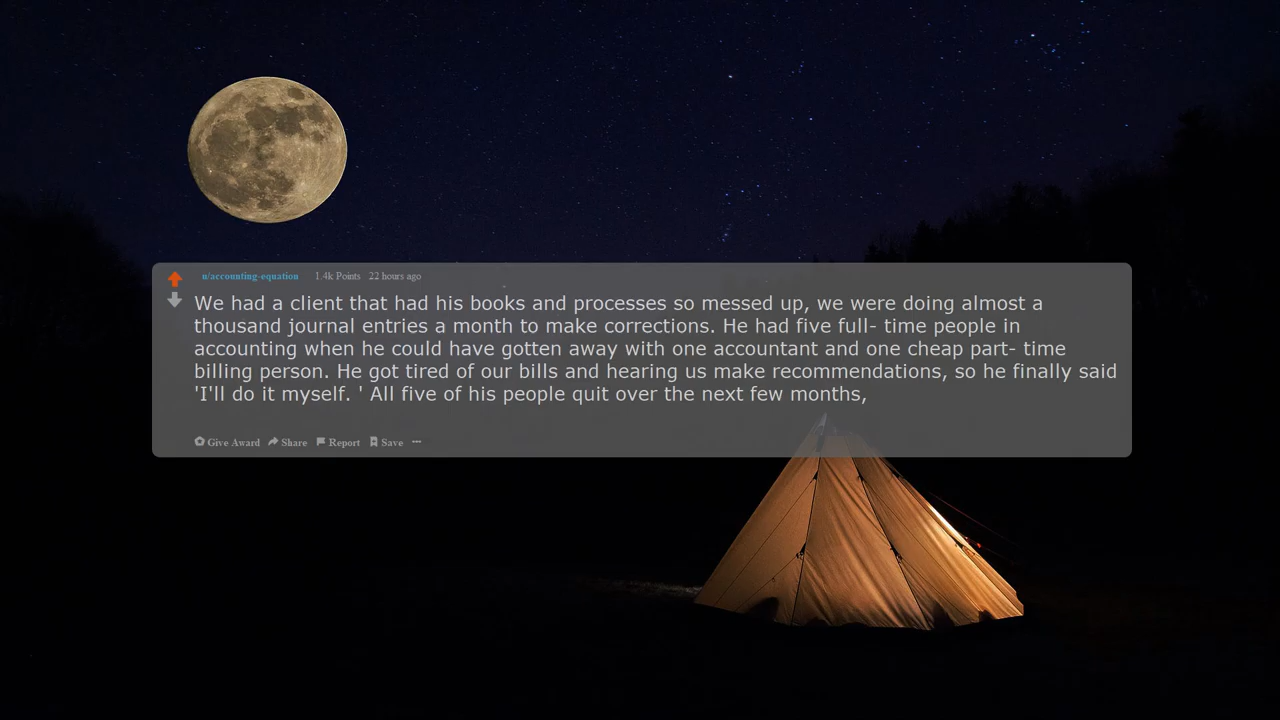 u/accounting-equation 1.4k Points 22 hours ago
We had a client that had his books and processes so messed up, we were doing almost a
thousand journal entries a month to make corrections. He had five full- time people in
accounting when he could have gotten away with one accountant and one cheap part- time
billing person. He got tired of our bills and hearing us make recommendations, so he finally said
'I'll do it myself. ' All five of his people quit over the next few months,
Give Award Share Report Save